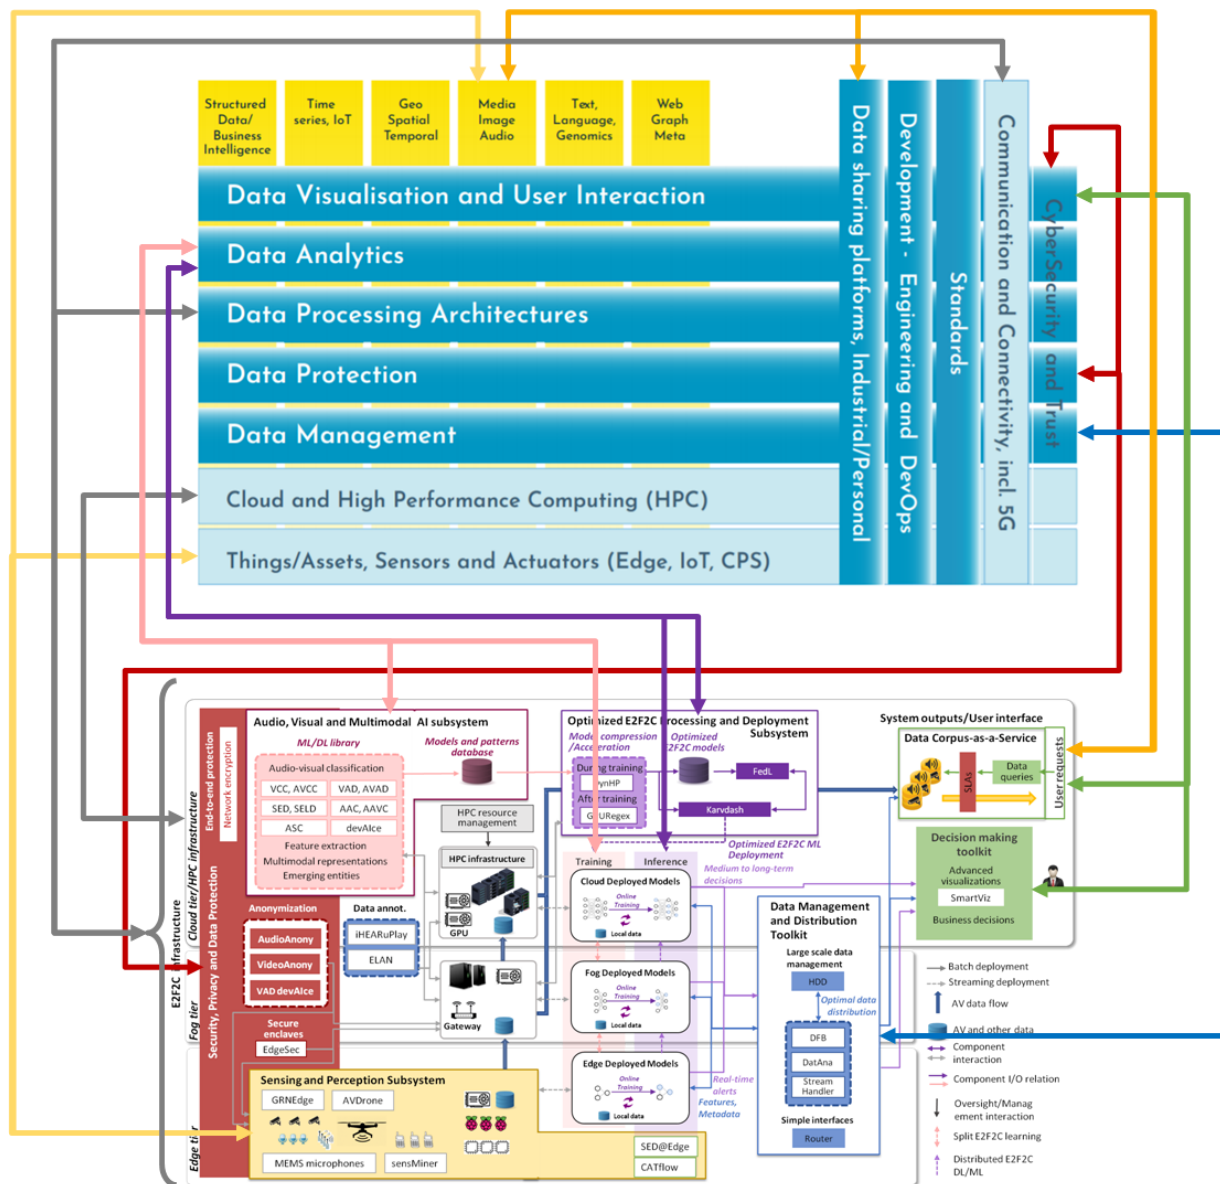 Structured
Data/
Business
Intelligence
Time
series, IoT
Geo
Spatial
Temporal
Media
Image
Audio
Text,
Language,
Genomics
Web
Graph
Meta
Data Visualisation and User Interaction
Data Analytics
Data Processing Architectures
Data Protection
Data Management
Cloud and High Performance Computing (HPC)
Things/Assets, Sensors and Actuators (Edge, IoT, CPS)
Data sharing platforms, Industrial/Personal
Development - Engineering and DevOps
Standards
Communication and Connectivity, incl. 5G
CyberSecurity and Trust
E2F2C infrastructure
Cloud tier/HPC infrastructure
Fog tier
Edge tier
Security, Privacy and Data Protection
End-to-end protection
Network encryption
Audio, Visual and Multimodal AI subsystem
ML/DL library
Models and patterns
database
Audio-visual classification
VCC, AVCC
VAD, AVAD
SED, SELD
AAC, AAVC
ASC
devAIce
Feature extraction
Multimodal representations
Emerging entities
Anonymization
AudioAnony
VideoAnony
VAD devAIce
Secure
enclaves
EdgeSec
Data annot.
iHEARuPlay
ELAN
HPC resource
management
HPC infrastructure
GPU
Gateway
Optimized E2F2C Processing and Deployment
Subsystem
Model compression
/Acceleration
Optimized
E2F2C models
During training
DynHP
After training
GPURegex
FedL
Karvdash
Optimized E2F2C ML
Deployment
Training
Inference
Medium to long-term
decisions
Cloud Deployed Models
Online
Training
Local data
Fog Deployed Models
Online
Training
Local data
Edge Deployed Models
Online
Training
Local data
Real-time
alerts
Features,
Metadata
System outputs/User interface
Data Corpus-as-a-Service
SLAs
Data
queries
User requests
Decision making
toolkit
Advanced
visualizations
SmartViz
Business decisions
Data Management
and Distribution
Toolkit
Large scale data
management
HDD
Optimal data
distribution
DFB
DatAna
Stream
Handler
Simple interfaces
Router
Sensing and Perception Subsystem
GRNEdge
AVDrone
MEMS microphones
sensMiner
SED@Edge
CATflow
Batch deployment
Streaming deployment
AV data flow
AV and other data
Component
interaction
Component I/O relation
Oversight/Manag
ement interaction
Split E2F2C learning
Distributed E2F2C
DL/ML